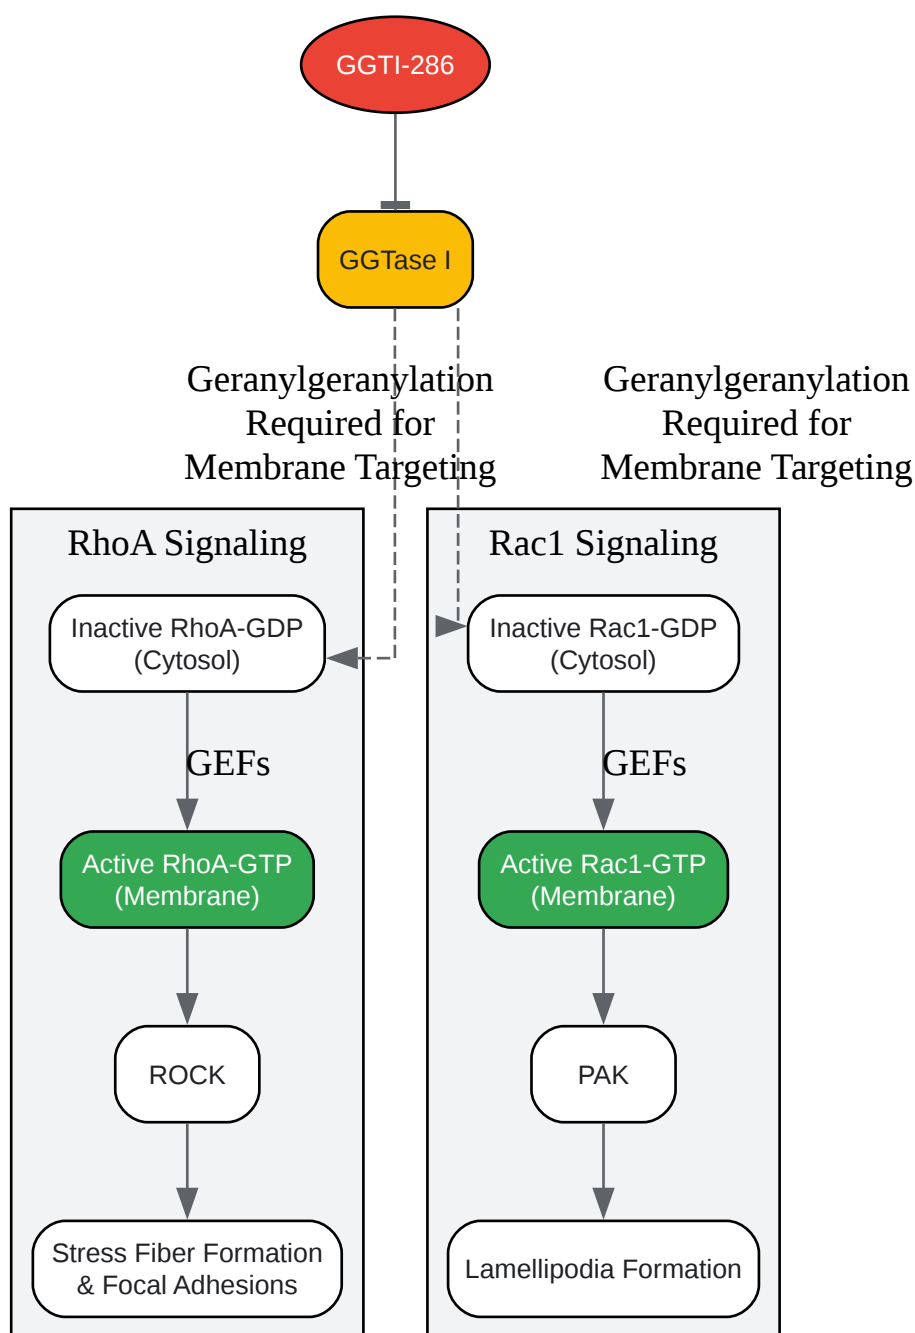 GGTI-286
GGTase I
Geranylgeranylation
Required for
Membrane Targeting
Geranylgeranylation
Required for
Membrane Targeting
RhoA Signaling
Inactive RhoA-GDP
(Cytosol)
GEFs
Active RhoA-GTP
(Membrane)
ROCK
Stress Fiber Formation
& Focal Adhesions
Rac1 Signaling
Inactive Rac1-GDP
(Cytosol)
GEFs
Active Rac1-GTP
(Membrane)
PAK
Lamellipodia Formation